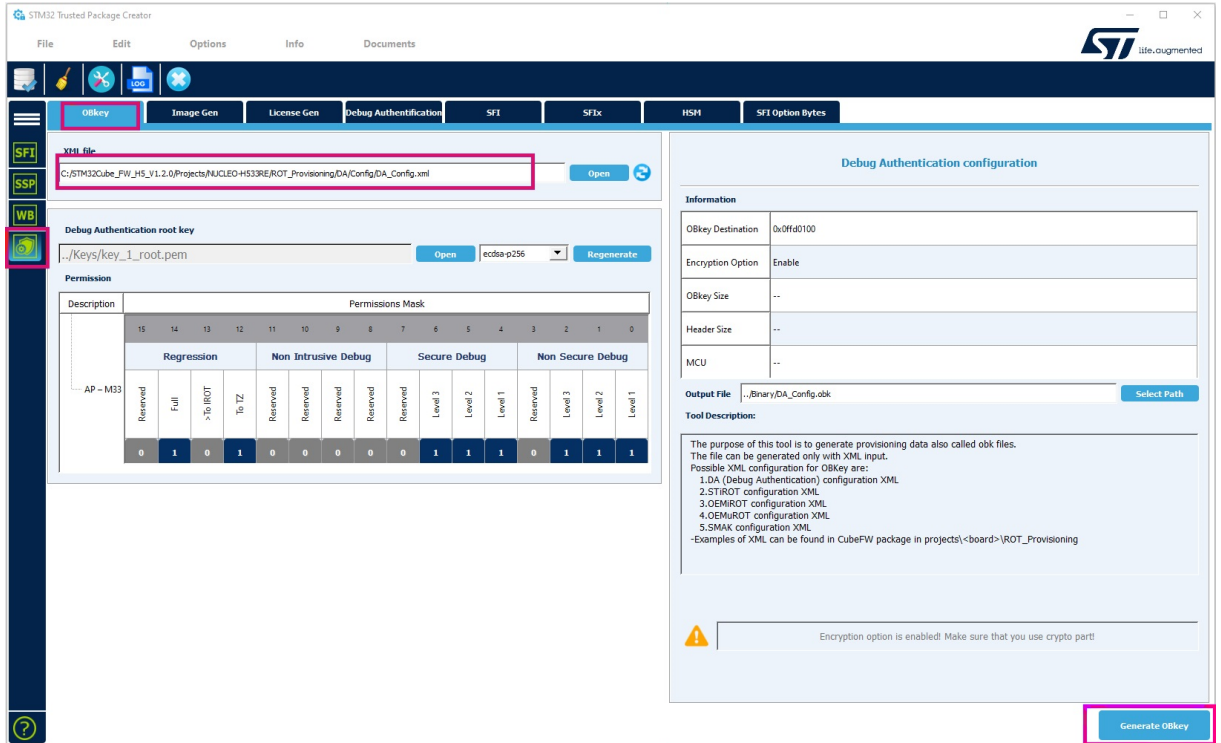 STM32 Trusted Package Creator
File Edit Options Info Documents
ST life.augmented
LOG
OBkey Image Gen License Gen Debug Authentification SFI SFIx HSM SFI Option Bytes
SFI
SSP
WB
XML file
C:/STM32Cube_FW_H5_V1.2.0/Projects/NUCLEO-H533RE/ROT_Provisioning/DA/Config/DA_Config.xml Open
Debug Authentication root key
../Keys/key_1_root.pem Open ecdsa-p256 Regenerate
Permission
Description Permissions Mask
15 14 13 12 11 10 9 8 7 6 5 4 3 2 1 0
Regression Non Intrusive Debug Secure Debug Non Secure Debug
AP – M33 Reserved Full >To IROT To TZ Reserved Reserved Reserved Reserved Reserved Level 3 Level 2 Level 1 Reserved Level 3 Level 2 Level 1
0 1 0 1 0 0 0 0 0 1 1 1 0 1 1 1
Debug Authentication configuration
Information
OBkey Destination 0x0ffd0100
Encryption Option Enable
OBkey Size --
Header Size --
MCU --
Output File ../Binary/DA_Config.obk Select Path
Tool Description:
The purpose of this tool is to generate provisioning data also called obk files.
The file can be generated only with XML input.
Possible XML configuration for OBKey are:
1.DA (Debug Authentication) configuration XML
2.STiROT configuration XML
3.OEMiROT configuration XML
4.OEMuROT configuration XML
5.SMAK configuration XML
-Examples of XML can be found in CubeFW package in projects\<board>\ROT_Provisioning
Encryption option is enabled! Make sure that you use crypto part!
?
Generate OBkey